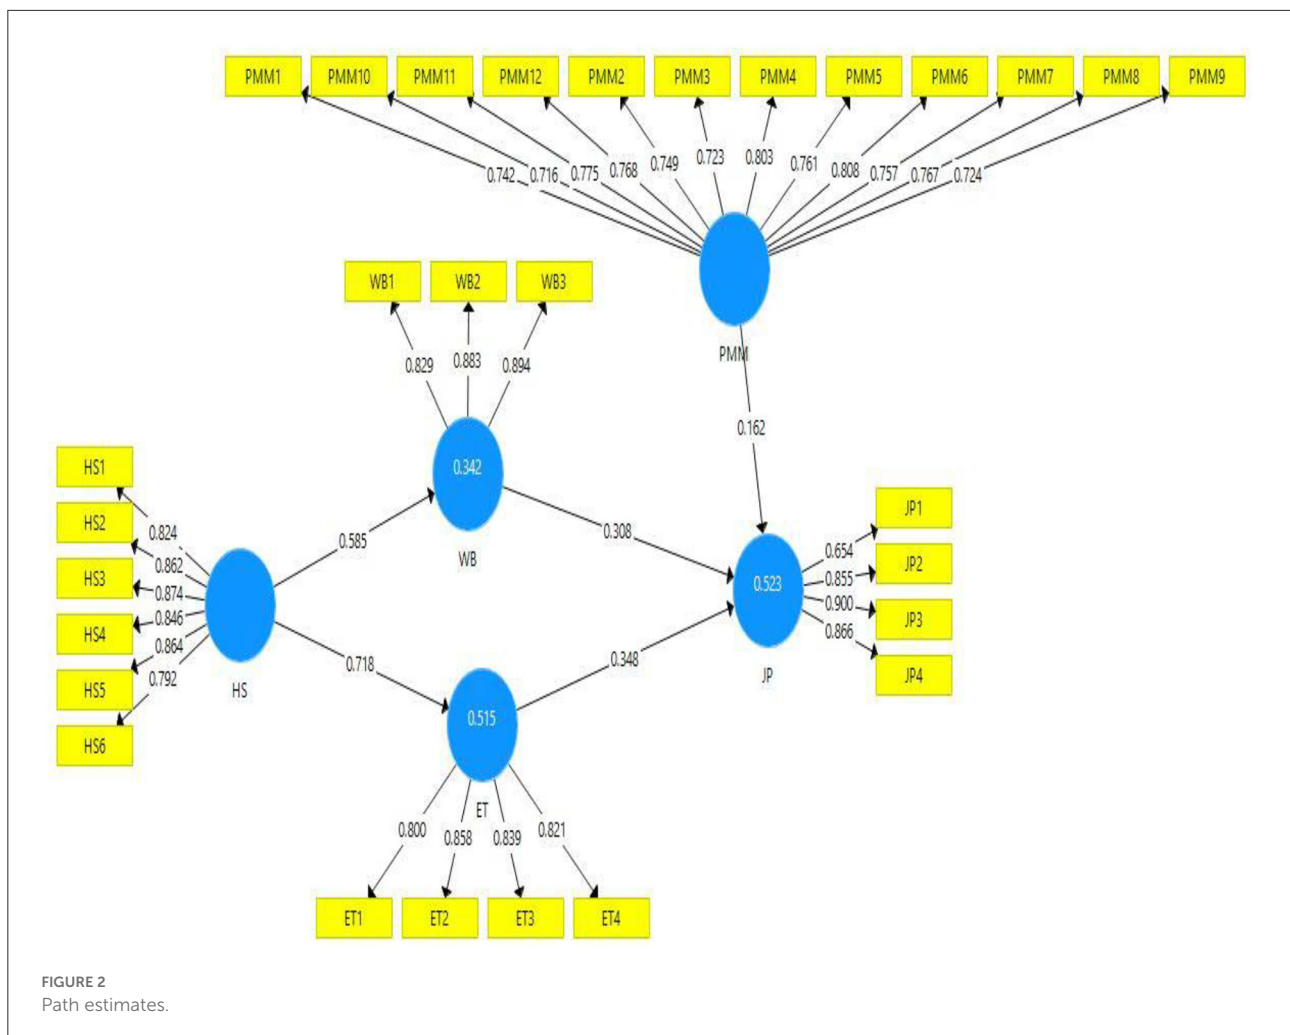 PMM1 PMM10 PMM11 PMM12 PMM2 PMM3 PMM4 PMM5 PMM6 PMM7 PMM8 PMM9
0.742 0.716 0.775 0.768 0.749 0.723 0.803 0.761 0.808 0.757 0.767 0.724
PMM
WB1 WB2 WB3
0.829 0.883 0.894
0.342
WB
0.162
HS1
HS2
HS3
HS4
HS5
HS6
0.824
0.862
0.874
0.846
0.864
0.792
HS
0.585
0.718
0.308
0.348
0.523
JP
0.654
0.855
0.900
0.866
JP1
JP2
JP3
JP4
0.515
ET
0.800 0.858 0.839 0.821
ET1 ET2 ET3 ET4
FIGURE 2
Path estimates.